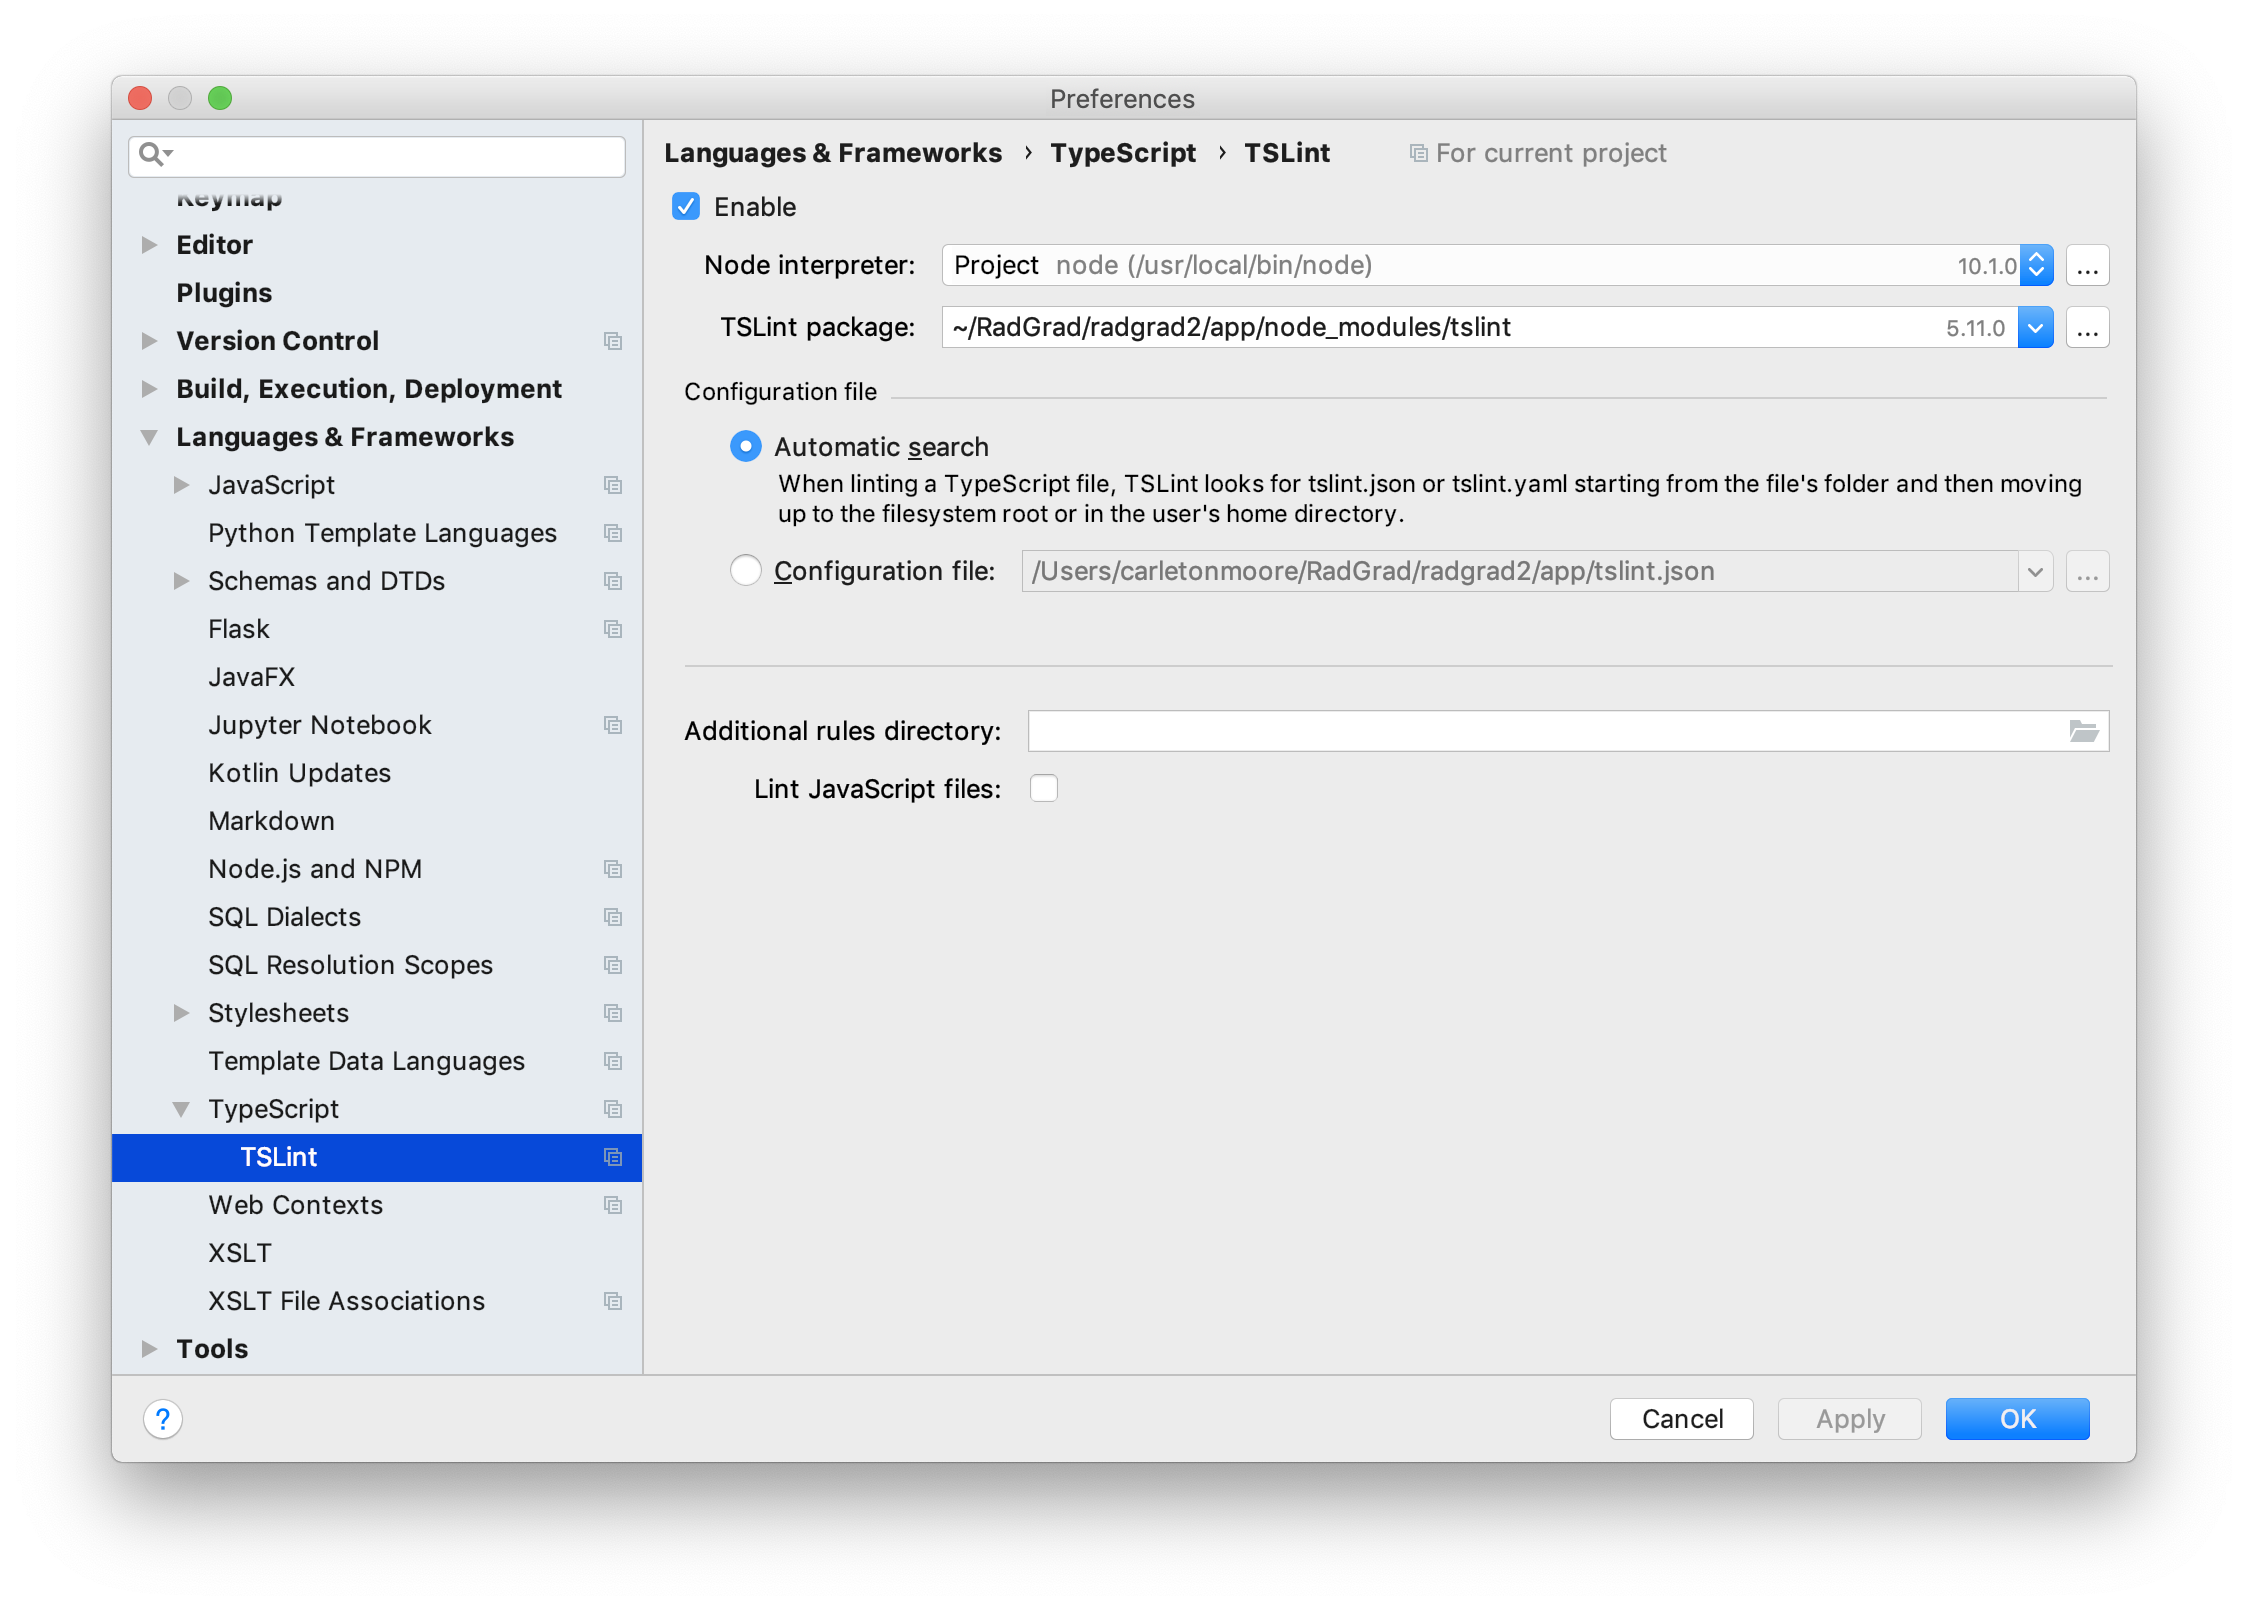 Preferences
Keymap
Editor
Plugins
Version Control
Build, Execution, Deployment
Languages & Frameworks
JavaScript
Python Template Languages
Schemas and DTDs
Flask
JavaFX
Jupyter Notebook
Kotlin Updates
Markdown
Node.js and NPM
SQL Dialects
SQL Resolution Scopes
Stylesheets
Template Data Languages
TypeScript
TSLint
Web Contexts
XSLT
XSLT File Associations
Tools
Languages & Frameworks › TypeScript › TSLint For current project
Enable
Node interpreter: Project node (/usr/local/bin/node) 10.1.0 ...
TSLint package: ~/RadGrad/radgrad2/app/node_modules/tslint 5.11.0 ...
Configuration file
Automatic search
When linting a TypeScript file, TSLint looks for tslint.json or tslint.yaml starting from the file's folder and then moving
up to the filesystem root or in the user's home directory.
Configuration file: /Users/carletonmoore/RadGrad/radgrad2/app/tslint.json ...
Additional rules directory:
Lint JavaScript files:
? Cancel Apply OK